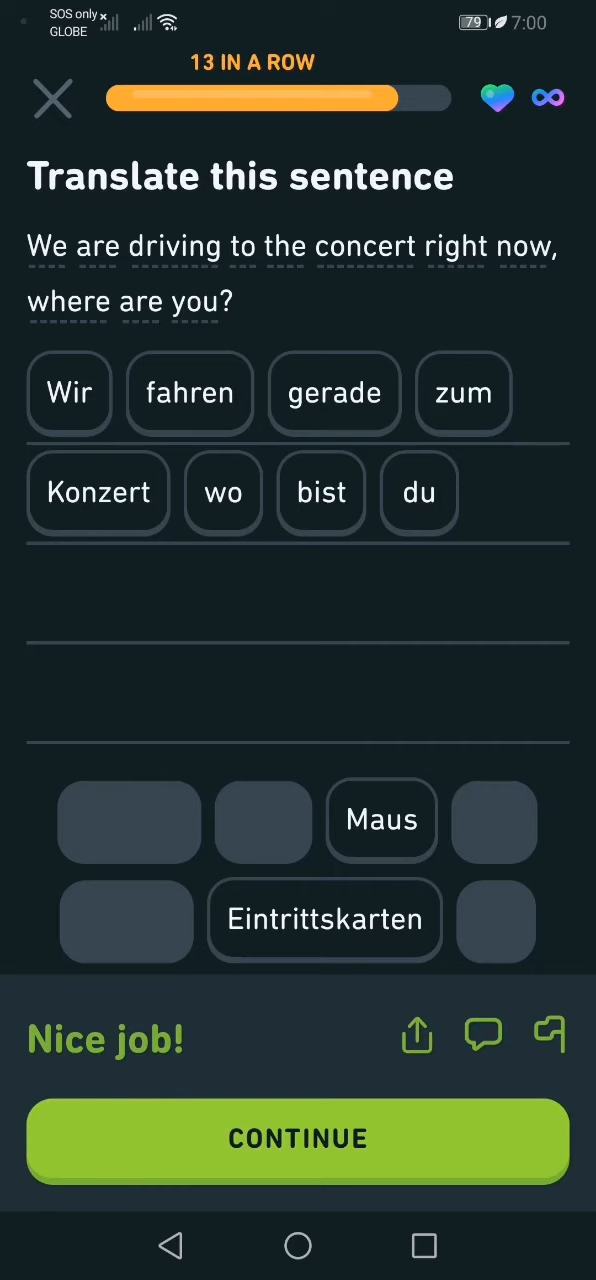 SOS only
GLOBE
79
7:00
13 IN A ROW
Translate this sentence
We are driving to the concert right now,
where are you?
Wir fahren gerade zum
Konzert wo bist du
Maus
Eintrittskarten
Nice job!
CONTINUE